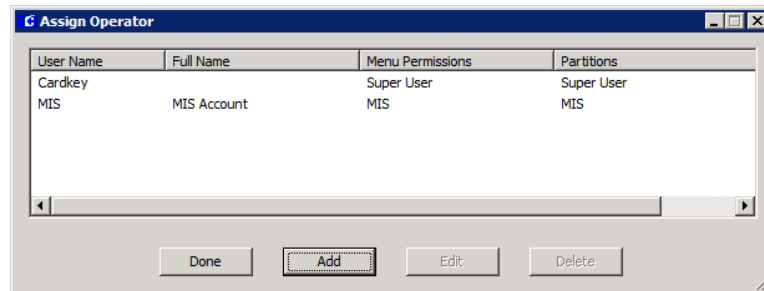 Assign Operator
User Name Full Name Menu Permissions Partitions
Cardkey Super User Super User
MIS MIS Account MIS MIS
Done Add Edit Delete